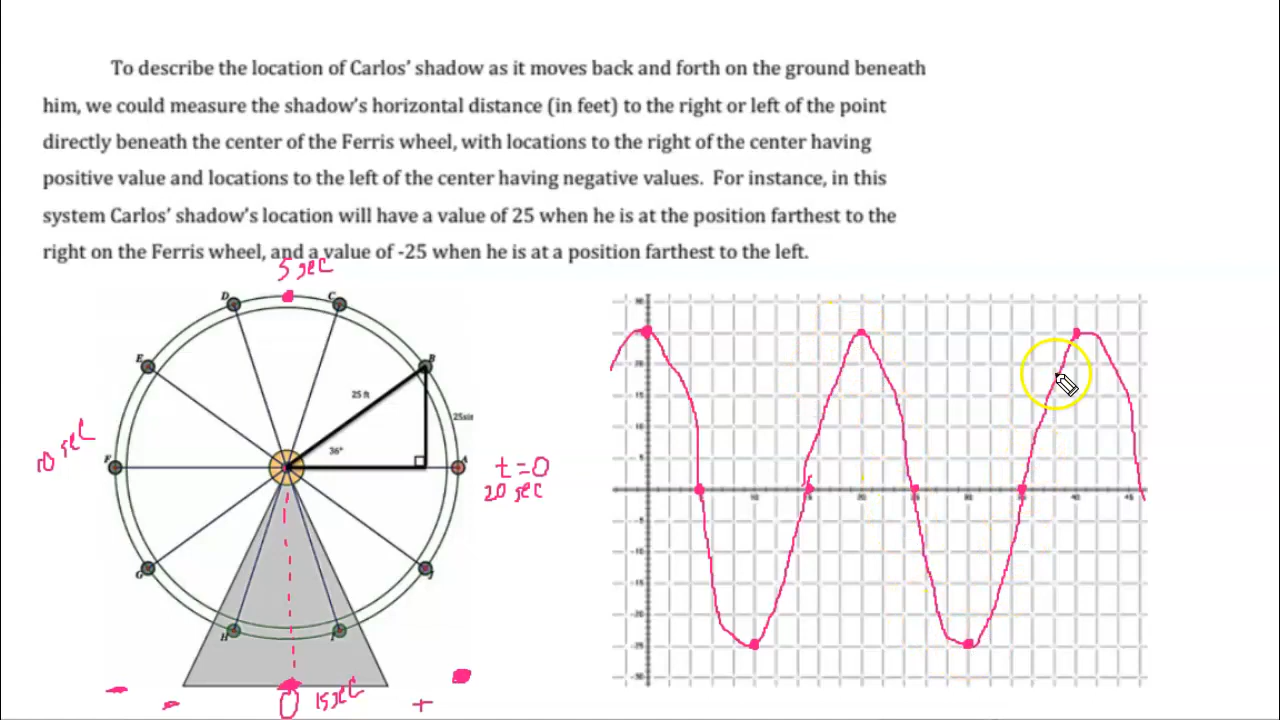 To describe the location of Carlos' shadow as it moves back and forth on the ground beneath
him, we could measure the shadow's horizontal distance (in feet) to the right or left of the point
directly beneath the center of the Ferris wheel, with locations to the right of the center having
positive value and locations to the left of the center having negative values. For instance, in this
system Carlos' shadow's location will have a value of 25 when he is at the position farthest to the
right on the Ferris wheel, and a value of -25 when he is at a position farthest to the left.
5 sec
D
C
E
B
25 ft
25sin
36°
10 sec
F
A
t=0
20 sec
G
J
H
I
- - 0 15 sec +
30
20
15
10
5
10 20 30 40 45
-5
-10
-15
-20
-25
-30